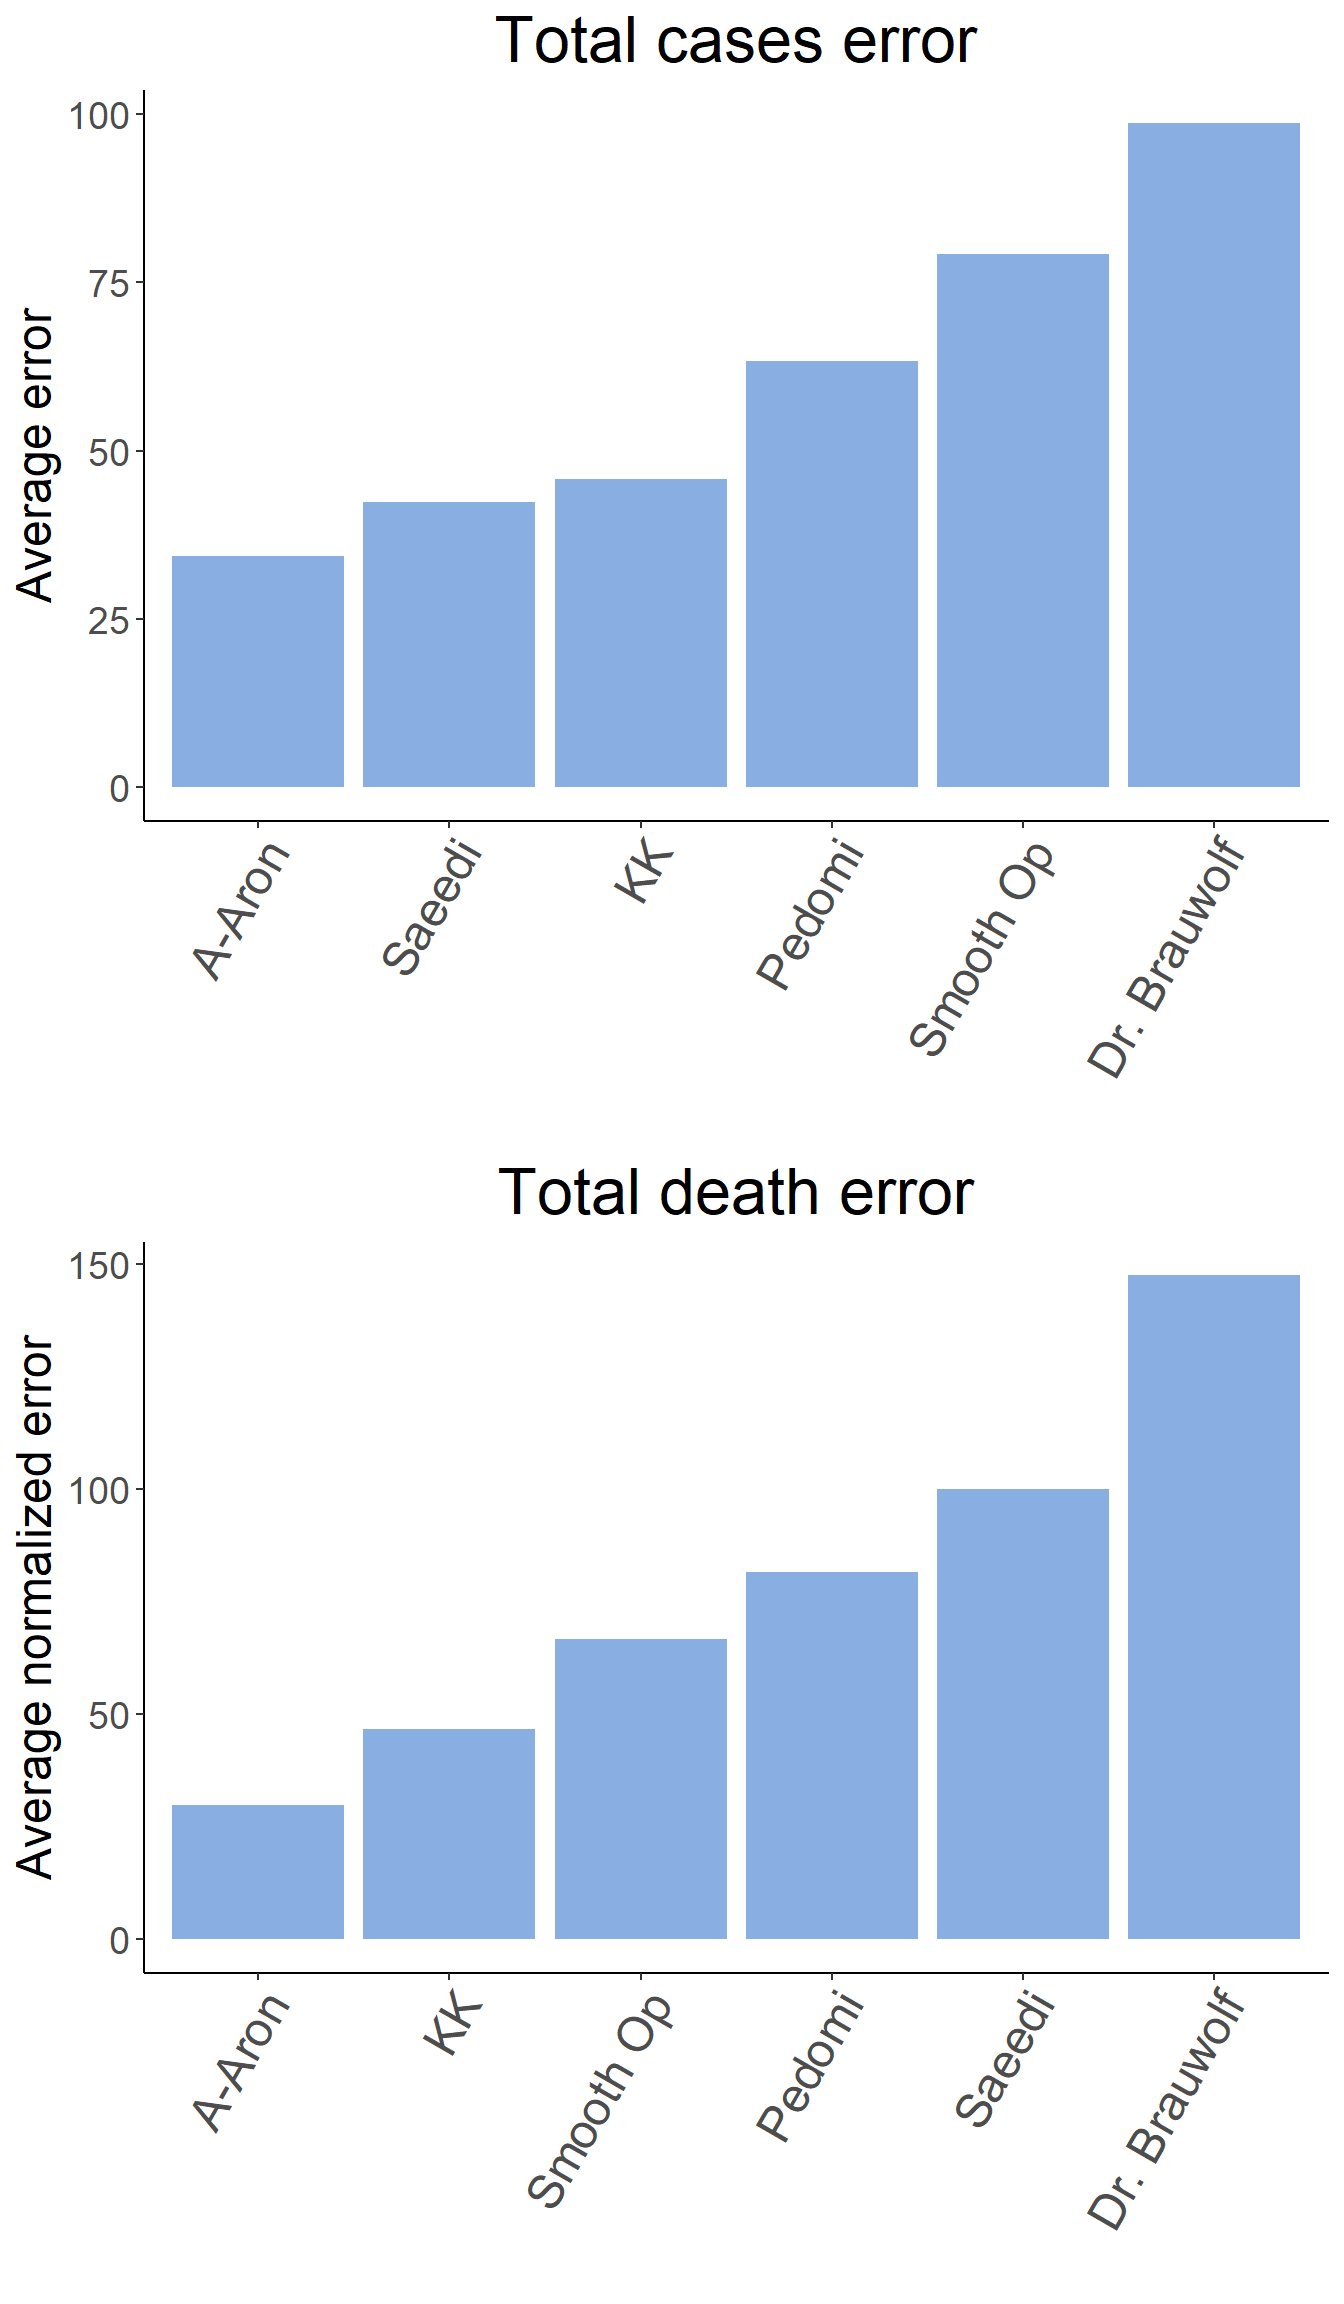 Total cases error
Average error
100
75
50
25
0
A-Aron
Saeedi
KK
Pedomi
Smooth Op
Dr. Brauwolf
Total death error
Average normalized error
150
100
50
0
A-Aron
KK
Smooth Op
Pedomi
Saeedi
Dr. Brauwolf